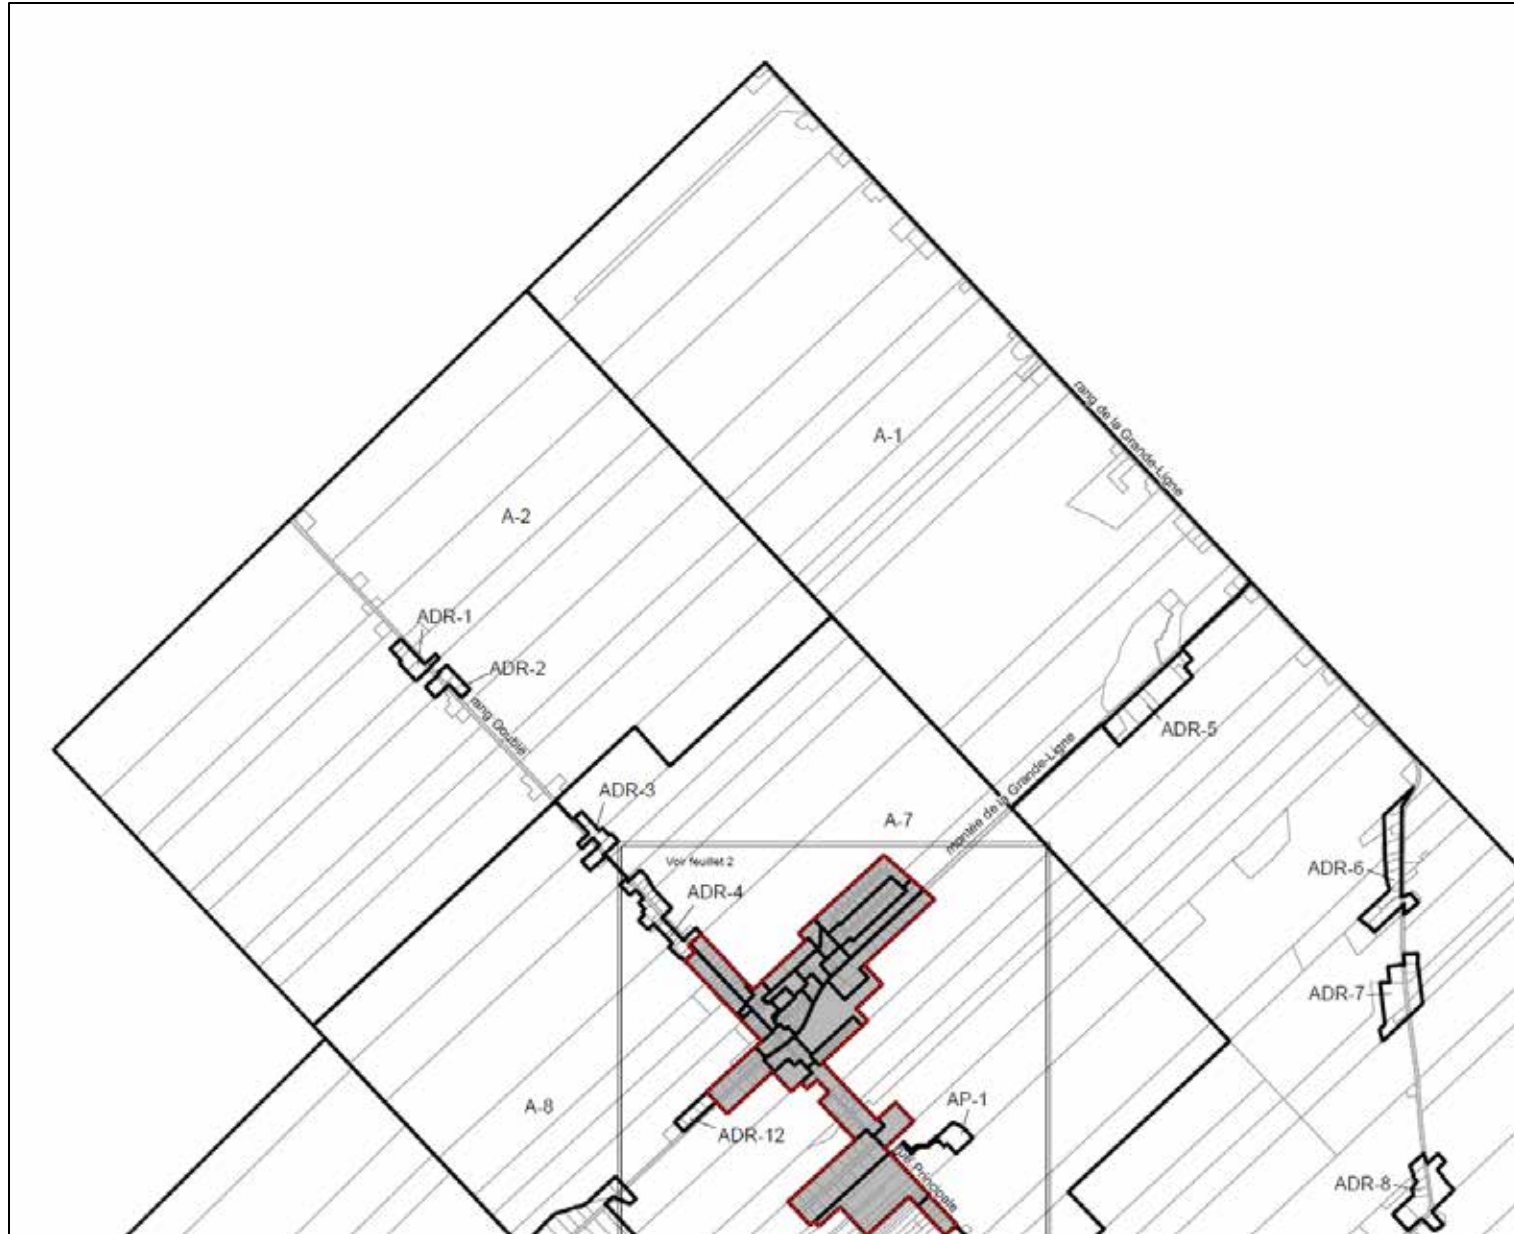 rang de la Grande-Ligne
A-1
A-2
ADR-1
ADR-2
rang Double
ADR-5
montée de la Grande-Ligne
ADR-3
A-7
Voir feuillet 2
ADR-6
ADR-4
ADR-7
A-8
AP-1
ADR-12
rue Principale
ADR-8